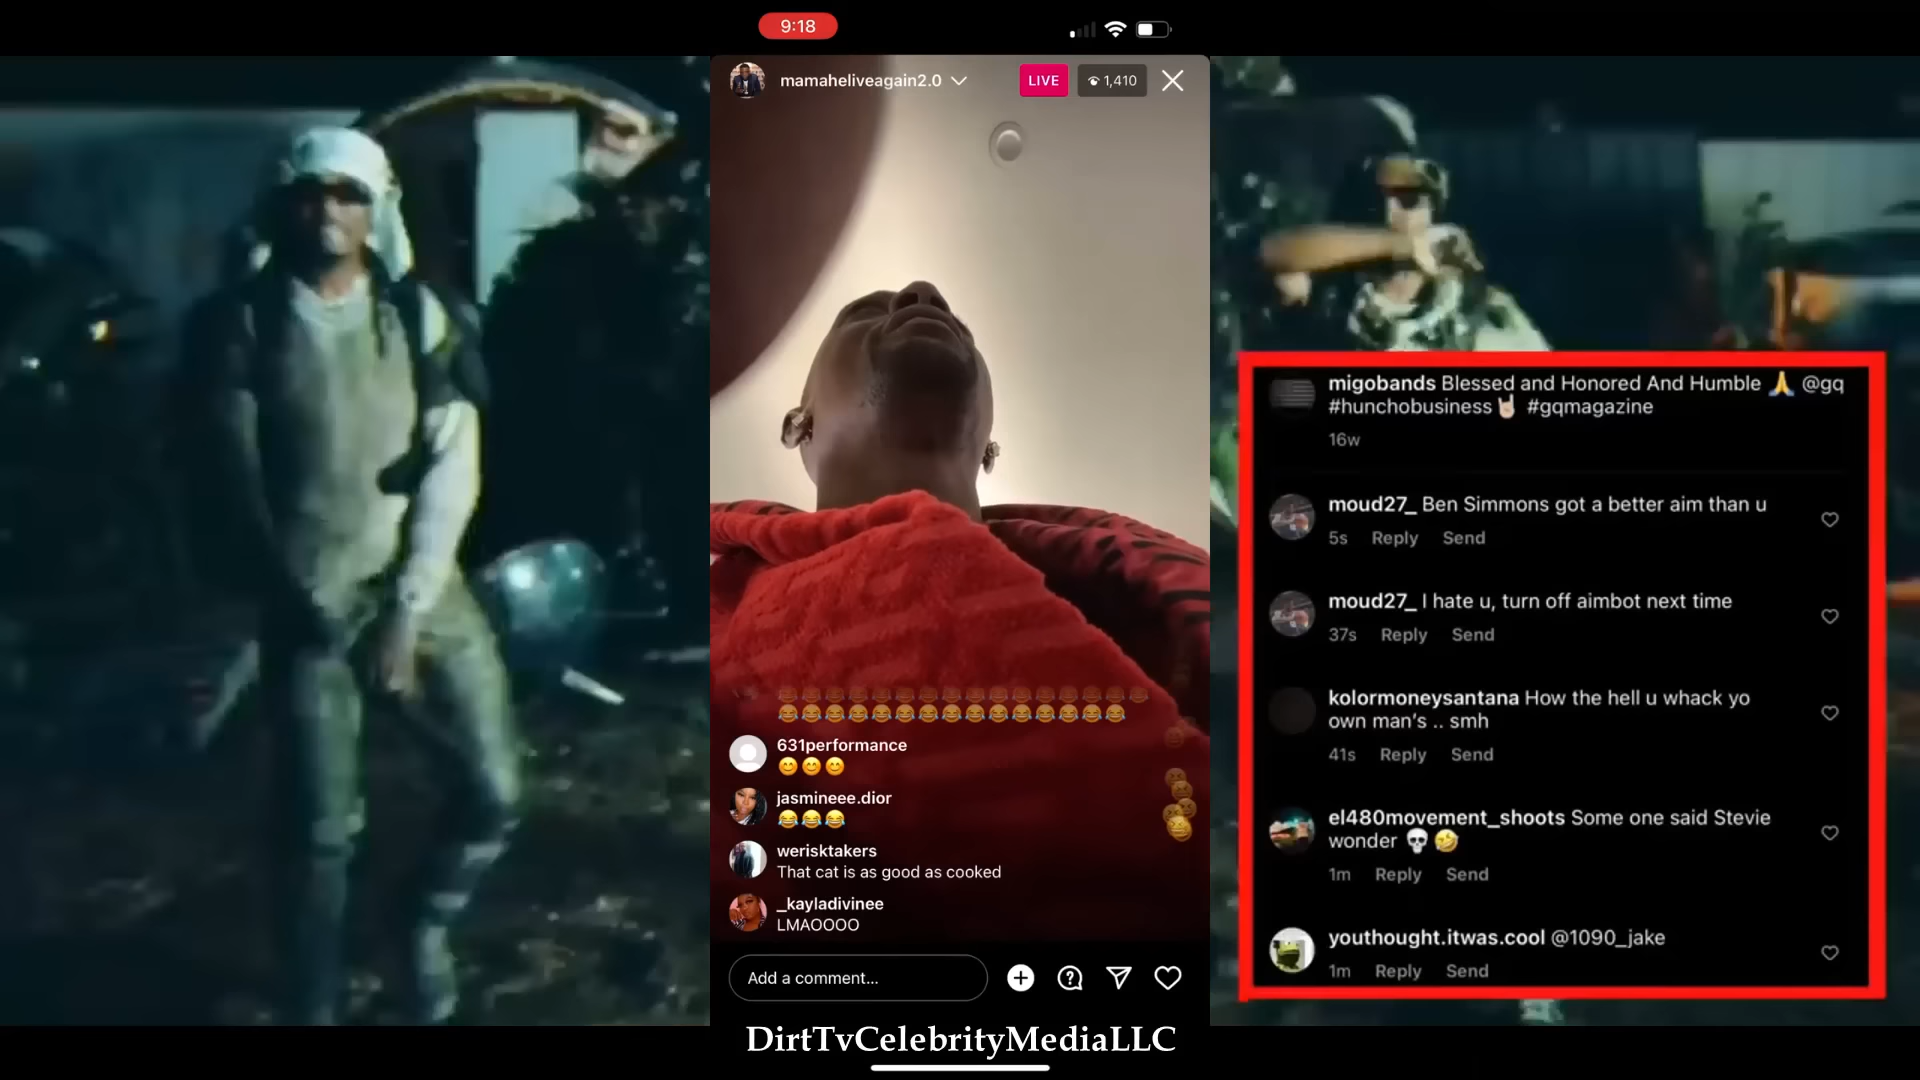 9:18
mamaheliveagain2.0
LIVE
1,410
631performance
jasmineee.dior
werisktakers
That cat is as good as cooked
_kayladivinee
LMAOOOO
Add a comment...
DirtTvCelebrityMediaLLC
migobands Blessed and Honored And Humble 🙏 @gq
#hunchobusiness🤘🏻 #gqmagazine
16w
moud27_ Ben Simmons got a better aim than u
5s Reply Send
moud27_ I hate u, turn off aimbot next time
37s Reply Send
kolormoneysantana How the hell u whack yo
own man's .. smh
41s Reply Send
el480movement_shoots Some one said Stevie
wonder 💀🤣
1m Reply Send
youthought.itwas.cool @1090_jake
1m Reply Send